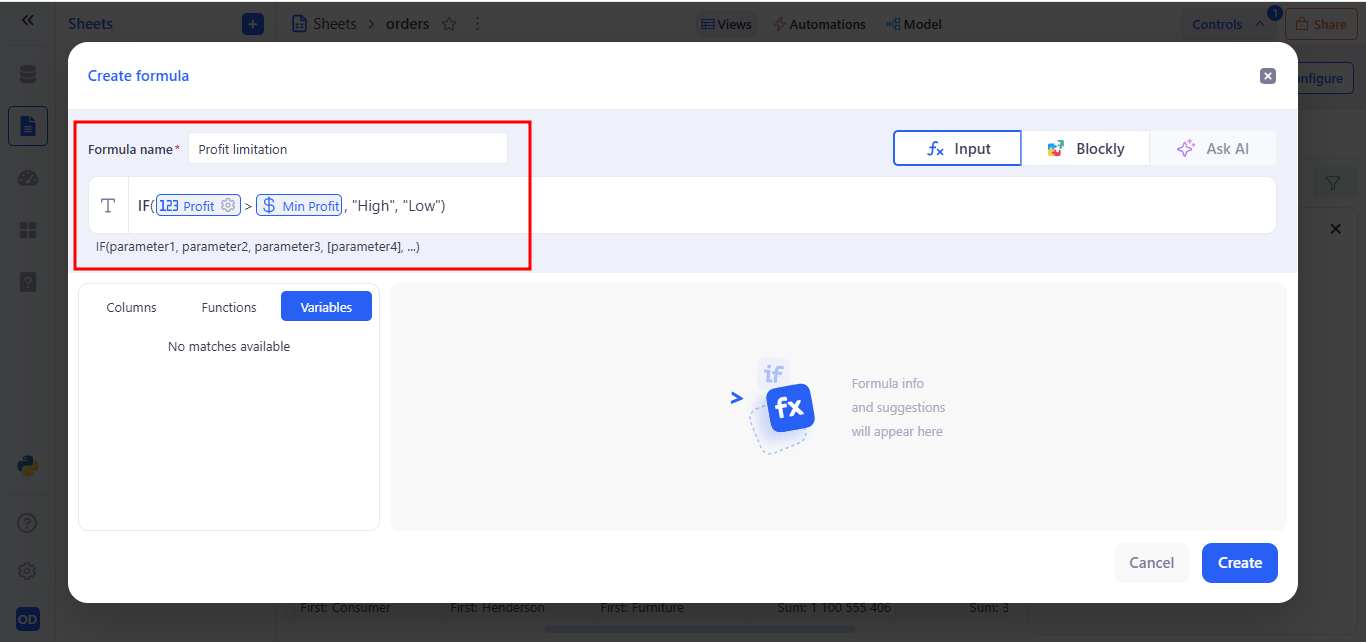 Sheets
Sheets > orders
Views
Automations
Model
Controls
1
Share
Create formula
nfigure
Formula name*
Profit limitation
Input
Blockly
Ask AI
IF( 123 Profit > $ Min Profit , "High", "Low")
IF(parameter1, parameter2, parameter3, [parameter4], ...)
Columns
Functions
Variables
No matches available
if
fx
Formula info
and suggestions
will appear here
Cancel
Create
OD
First: Consumer
First: Henderson
First: Furniture
Sum: 1 100 555 406
Sum: 3